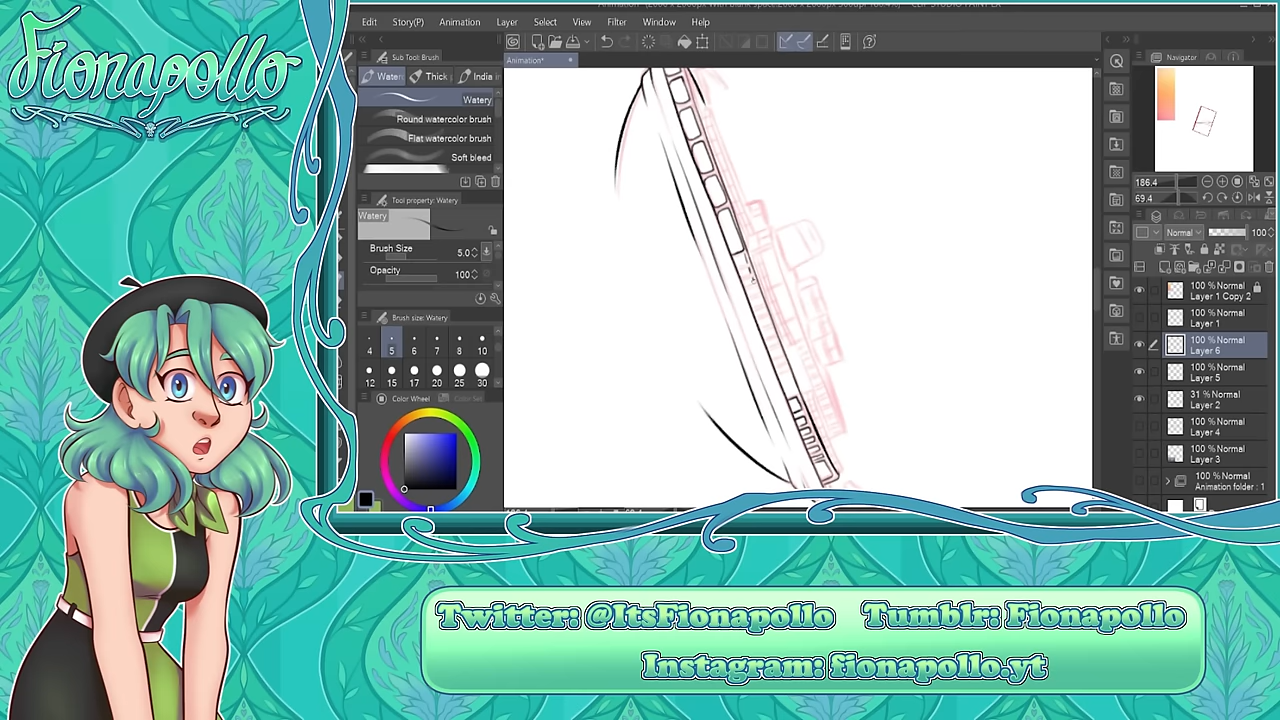 Fionapollo
Edit Story(P) Animation Layer Select View Filter Window Help
Sub Tool: Brush
Animation*
Navigator
Thick India
Watery
Round watercolor brush
Flat watercolor brush
Soft bleed
186.4
69.4
Tool property: Watery
Watery
Normal 100
Brush Size 5.0
Opacity 100
100 % Normal
Layer 1 Copy 2
100 % Normal
Layer 1
100 % Normal
Layer 6
100 % Normal
Layer 5
31 % Normal
Layer 2
100 % Normal
Layer 4
100 % Normal
Layer 3
100 % Normal
Animation folder : 1
Brush size: Watery
4 5 6 7 8 10
12 15 17 20 25 30
Color Wheel Color Set
Twitter: @ItsFionapollo Tumblr: Fionapollo
Instagram: fionapollo.yt